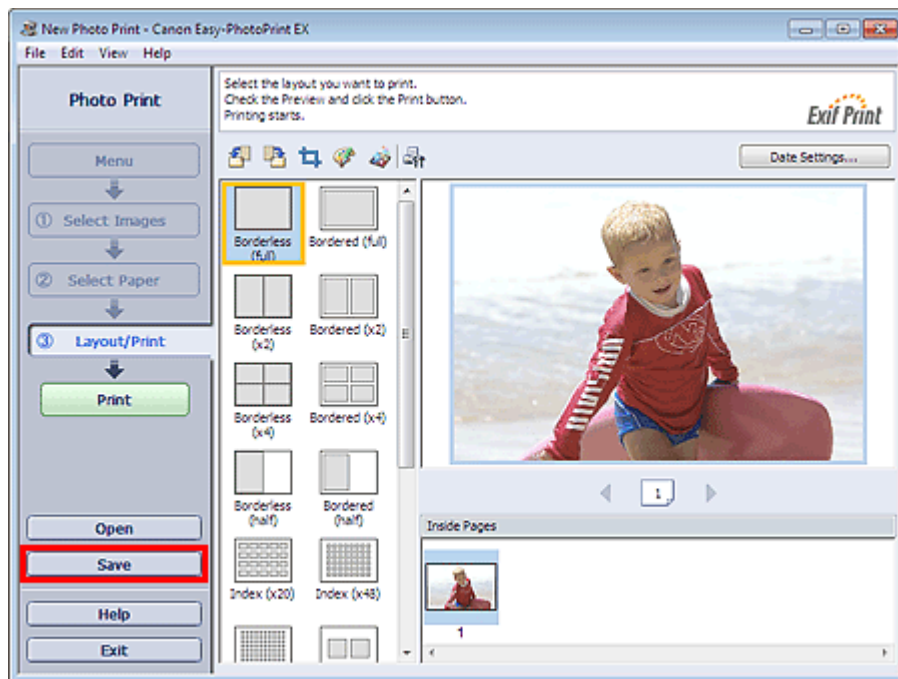 New Photo Print - Canon Easy-PhotoPrint EX
File Edit View Help
Photo Print
Select the layout you want to print.
Check the Preview and click the Print button.
Printing starts.
Exif Print
Menu
① Select Images
② Select Paper
③ Layout/Print
Print
Open
Save
Help
Exit
Date Settings...
Borderless
(full)
Bordered (full)
Borderless
(x2)
Bordered (x2)
Borderless
(x4)
Bordered (x4)
Borderless
(half)
Bordered
(half)
Index (x20)
Index (x48)
1
Inside Pages
1